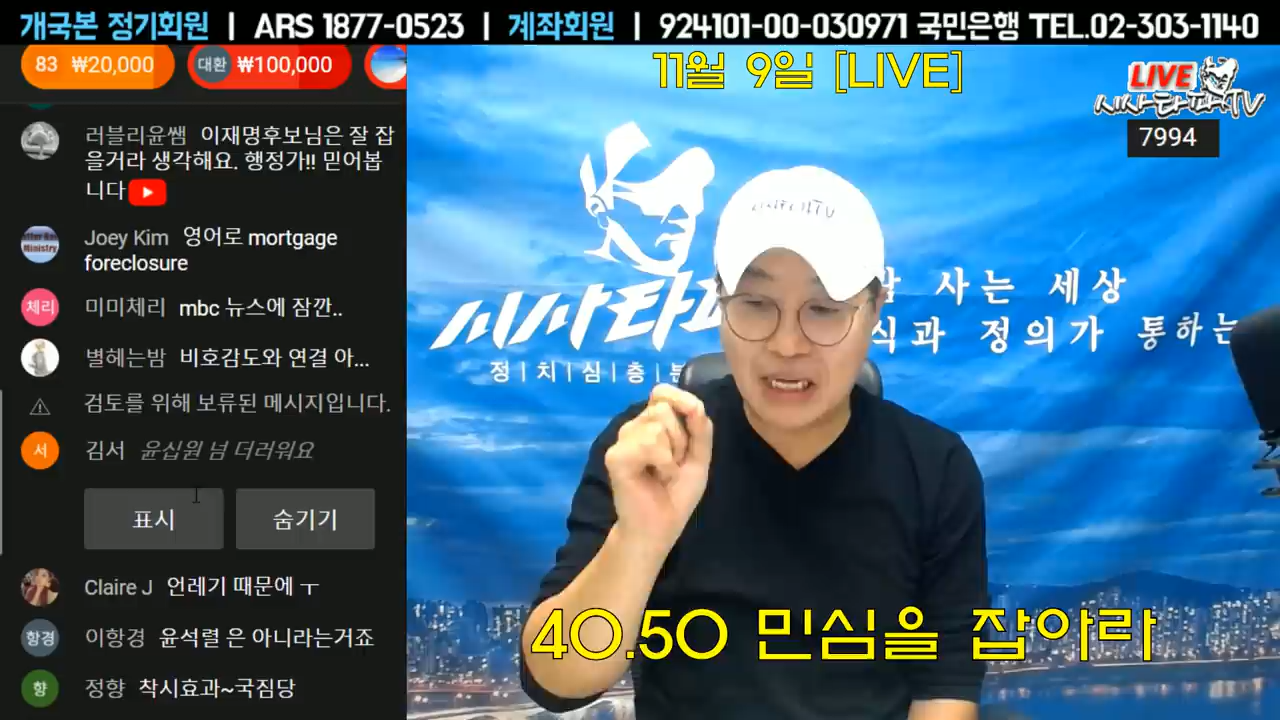 개국본 정기회원 | ARS 1877-0523 | 계좌회원 | 924101-00-030971 국민은행 TEL.02-303-1140
83 ₩20,000 대환 ₩100,000
11월 9일 [LIVE]
LIVE
시사타파TV
7994
러블리윤쌤 이재명후보님은 잘 잡
을거라 생각해요. 행정가!! 믿어봅
니다
Joey Kim 영어로 mortgage
foreclosure
체리 미미체리 mbc 뉴스에 잠깐..
별헤는밤 비호감도와 연결 아...
검토를 위해 보류된 메시지입니다.
서 김서 윤십원 넘 더러워요
표시 숨기기
Claire J 언레기 때문에 ㅜ
항경 이항경 윤석렬 은 아니라는거죠
향 정향 착시효과~국짐당
시사타파
정|치|심|층|분
사는 세상
식과 정의가 통하는
40.50 민심을 잡아라